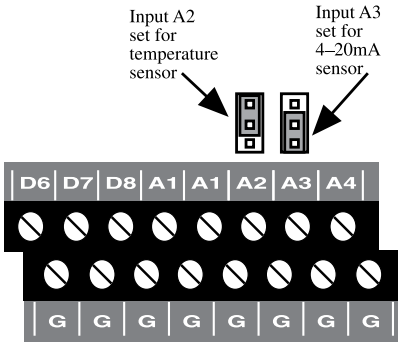 Input A2
set for
temperature
sensor
Input A3
set for
4–20mA
sensor
D6 D7 D8 A1 A1 A2 A3 A4
G G G G G G G G